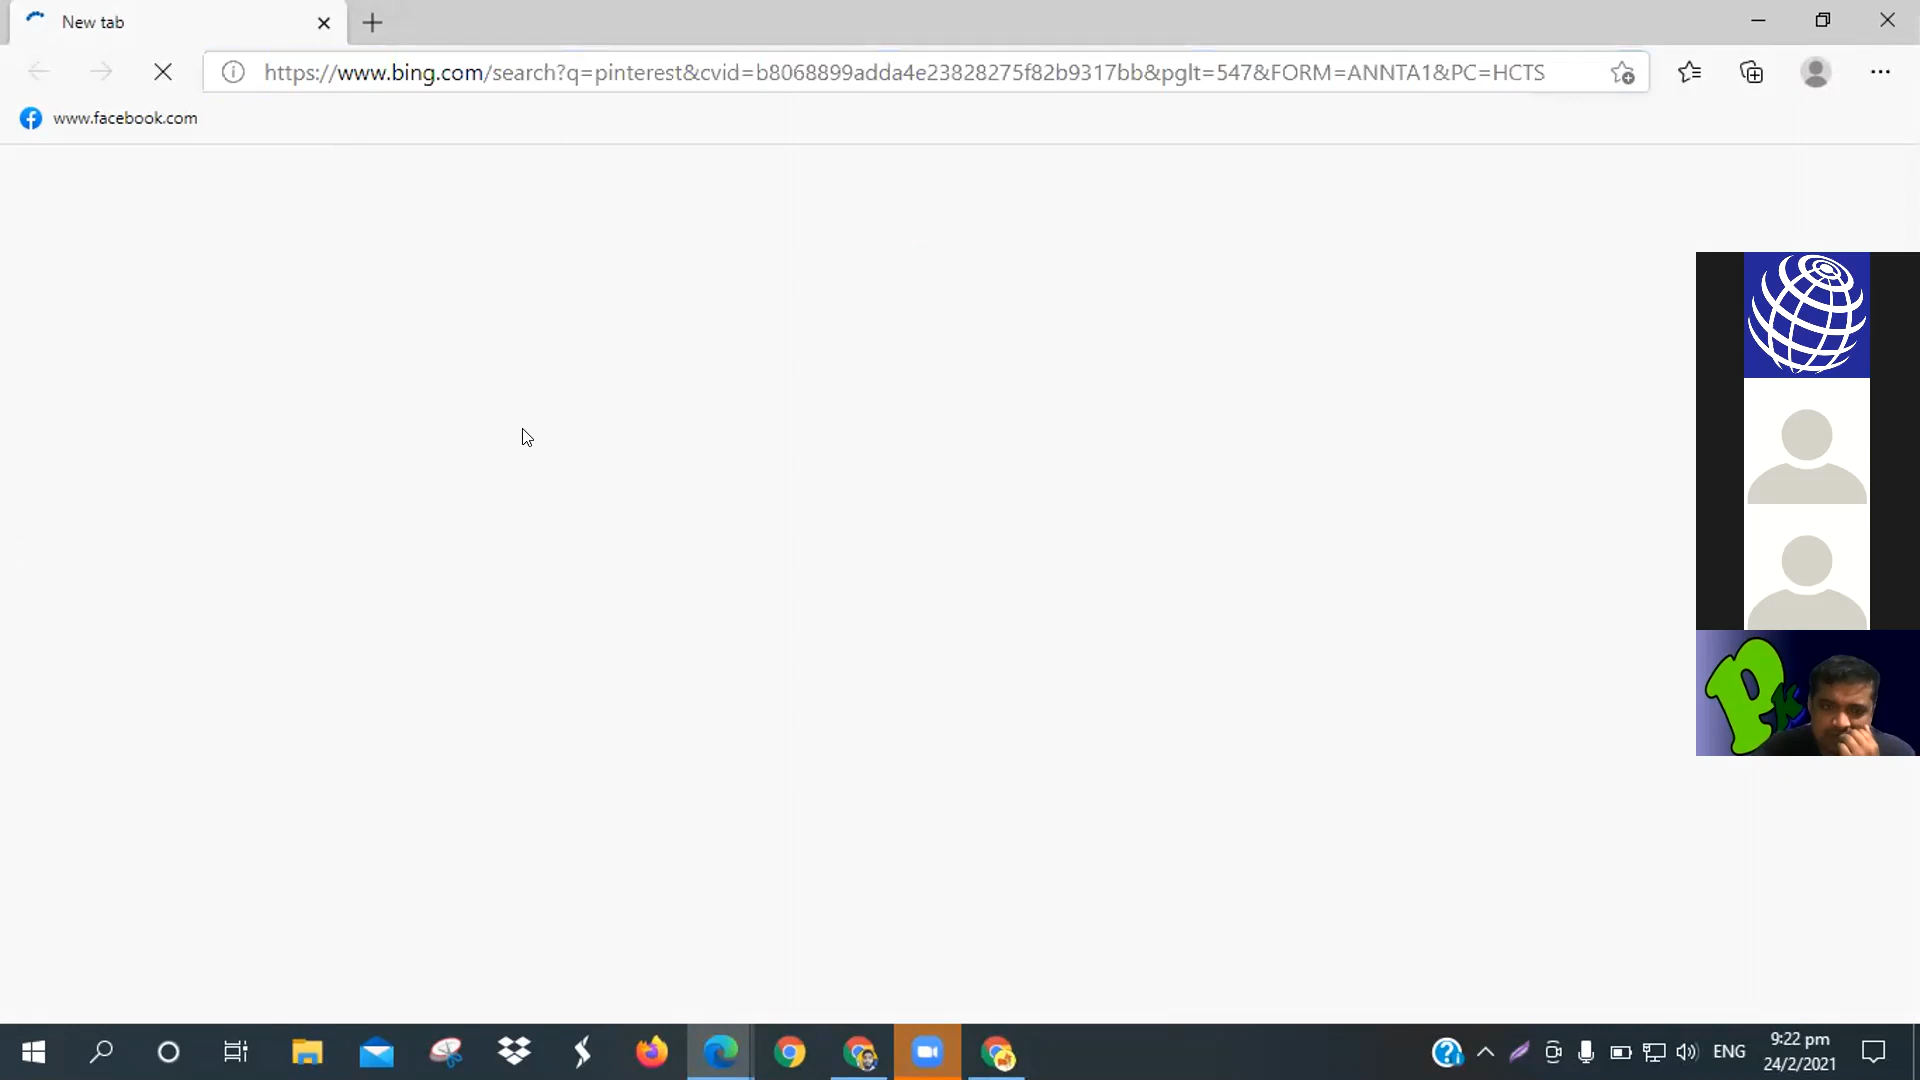 New tab
https://www.bing.com/search?q=pinterest&cvid=b8068899adda4e23828275f82b9317bb&pglt=547&FORM=ANNTA1&PC=HCTS
www.facebook.com
PK
ENG
9:22 pm
24/2/2021